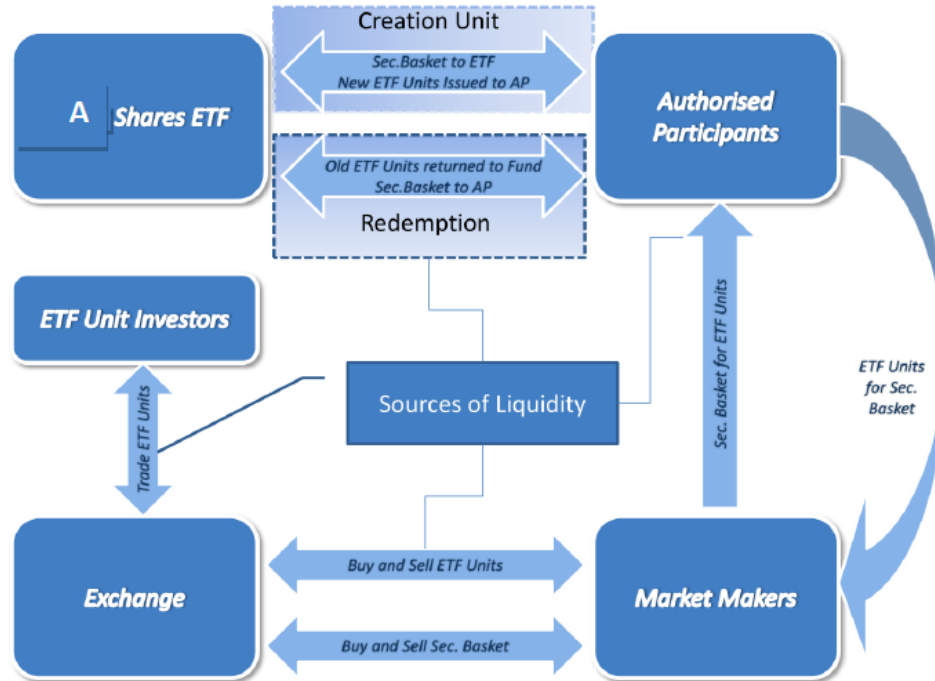 Creation Unit
Sec.Basket to ETF
New ETF Units Issued to AP
A Shares ETF
Authorised
Participants
Old ETF Units returned to Fund
Sec.Basket to AP
Redemption
ETF Unit Investors
Trade ETF Units
Sources of Liquidity
Sec. Basket for ETF Units
ETF Units
for Sec.
Basket
Exchange
Buy and Sell ETF Units
Buy and Sell Sec. Basket
Market Makers